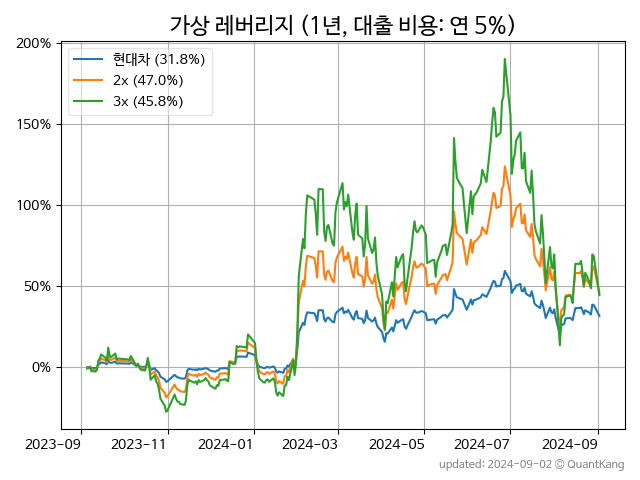 가상 레버리지 (1년, 대출 비용: 연 5%)
200%
150%
100%
50%
0%
현대차 (31.8%)
2x (47.0%)
3x (45.8%)
2023-09
2023-11
2024-01
2024-03
2024-05
2024-07
2024-09
updated: 2024-09-02 © QuantKang